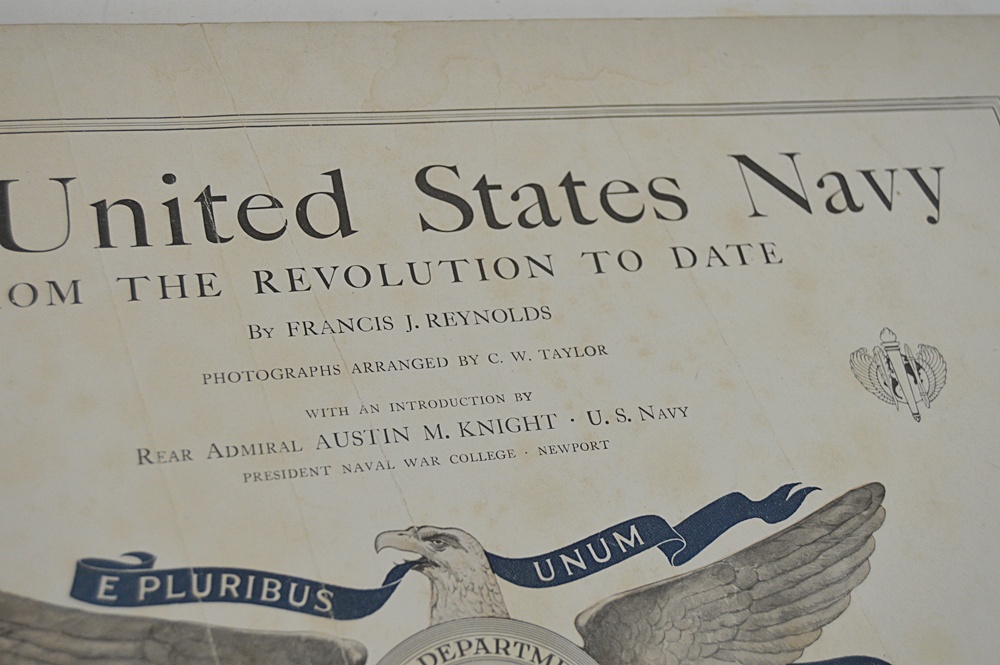 United States Navy
OM THE REVOLUTION TO DATE
BY FRANCIS J. REYNOLDS
PHOTOGRAPHS ARRANGED BY C. W. TAYLOR
WITH AN INTRODUCTION BY
REAR ADMIRAL AUSTIN M. KNIGHT · U. S. NAVY
PRESIDENT NAVAL WAR COLLEGE · NEWPORT
E PLURIBUS UNUM
DEPARTM